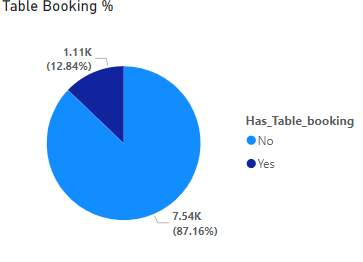 Table Booking %
1.11K
(12.84%)
Has_Table_booking
No
Yes
7.54K
(87.16%)